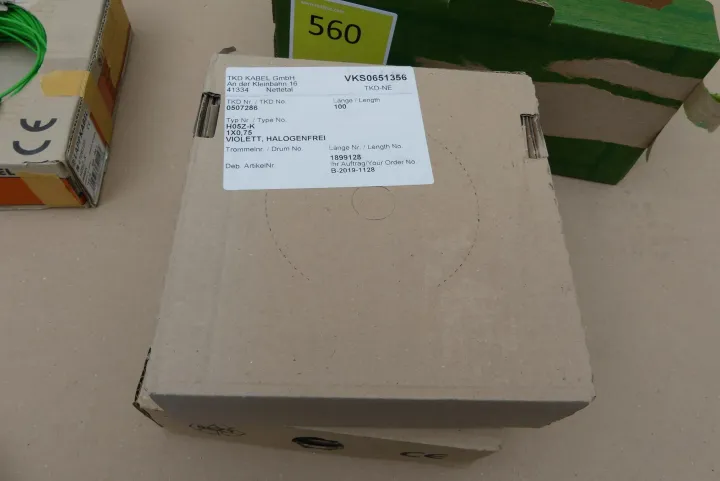 560
TKD KABEL GmbH
An der Kleinbahn 16
41334 Nettetal
VKS0651356
TKD-NE
TKD Nr. / TKD No.
0507286
Länge / Length
100
Typ Nr. / Type No.
H05Z-K
1X0,75
VIOLETT, HALOGENFREI
Trommelnr. / Drum No.
Länge Nr. / Length No.
1899128
Deb. ArtikelNr.
Ihr Auftrag/Your Order No.
B-2019-1128
CE
CE